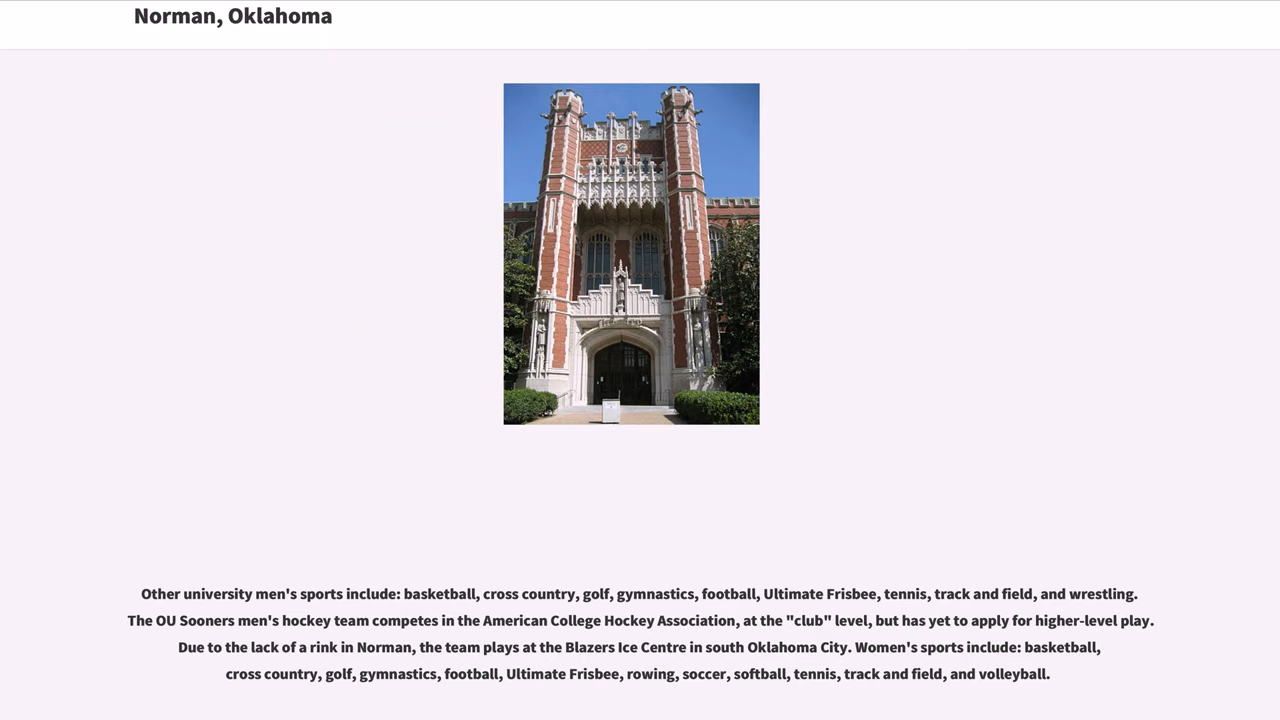 Norman, Oklahoma
Other university men's sports include: basketball, cross country, golf, gymnastics, football, Ultimate Frisbee, tennis, track and field, and wrestling.
The OU Sooners men's hockey team competes in the American College Hockey Association, at the "club" level, but has yet to apply for higher-level play.
Due to the lack of a rink in Norman, the team plays at the Blazers Ice Centre in south Oklahoma City. Women's sports include: basketball,
cross country, golf, gymnastics, football, Ultimate Frisbee, rowing, soccer, softball, tennis, track and field, and volleyball.